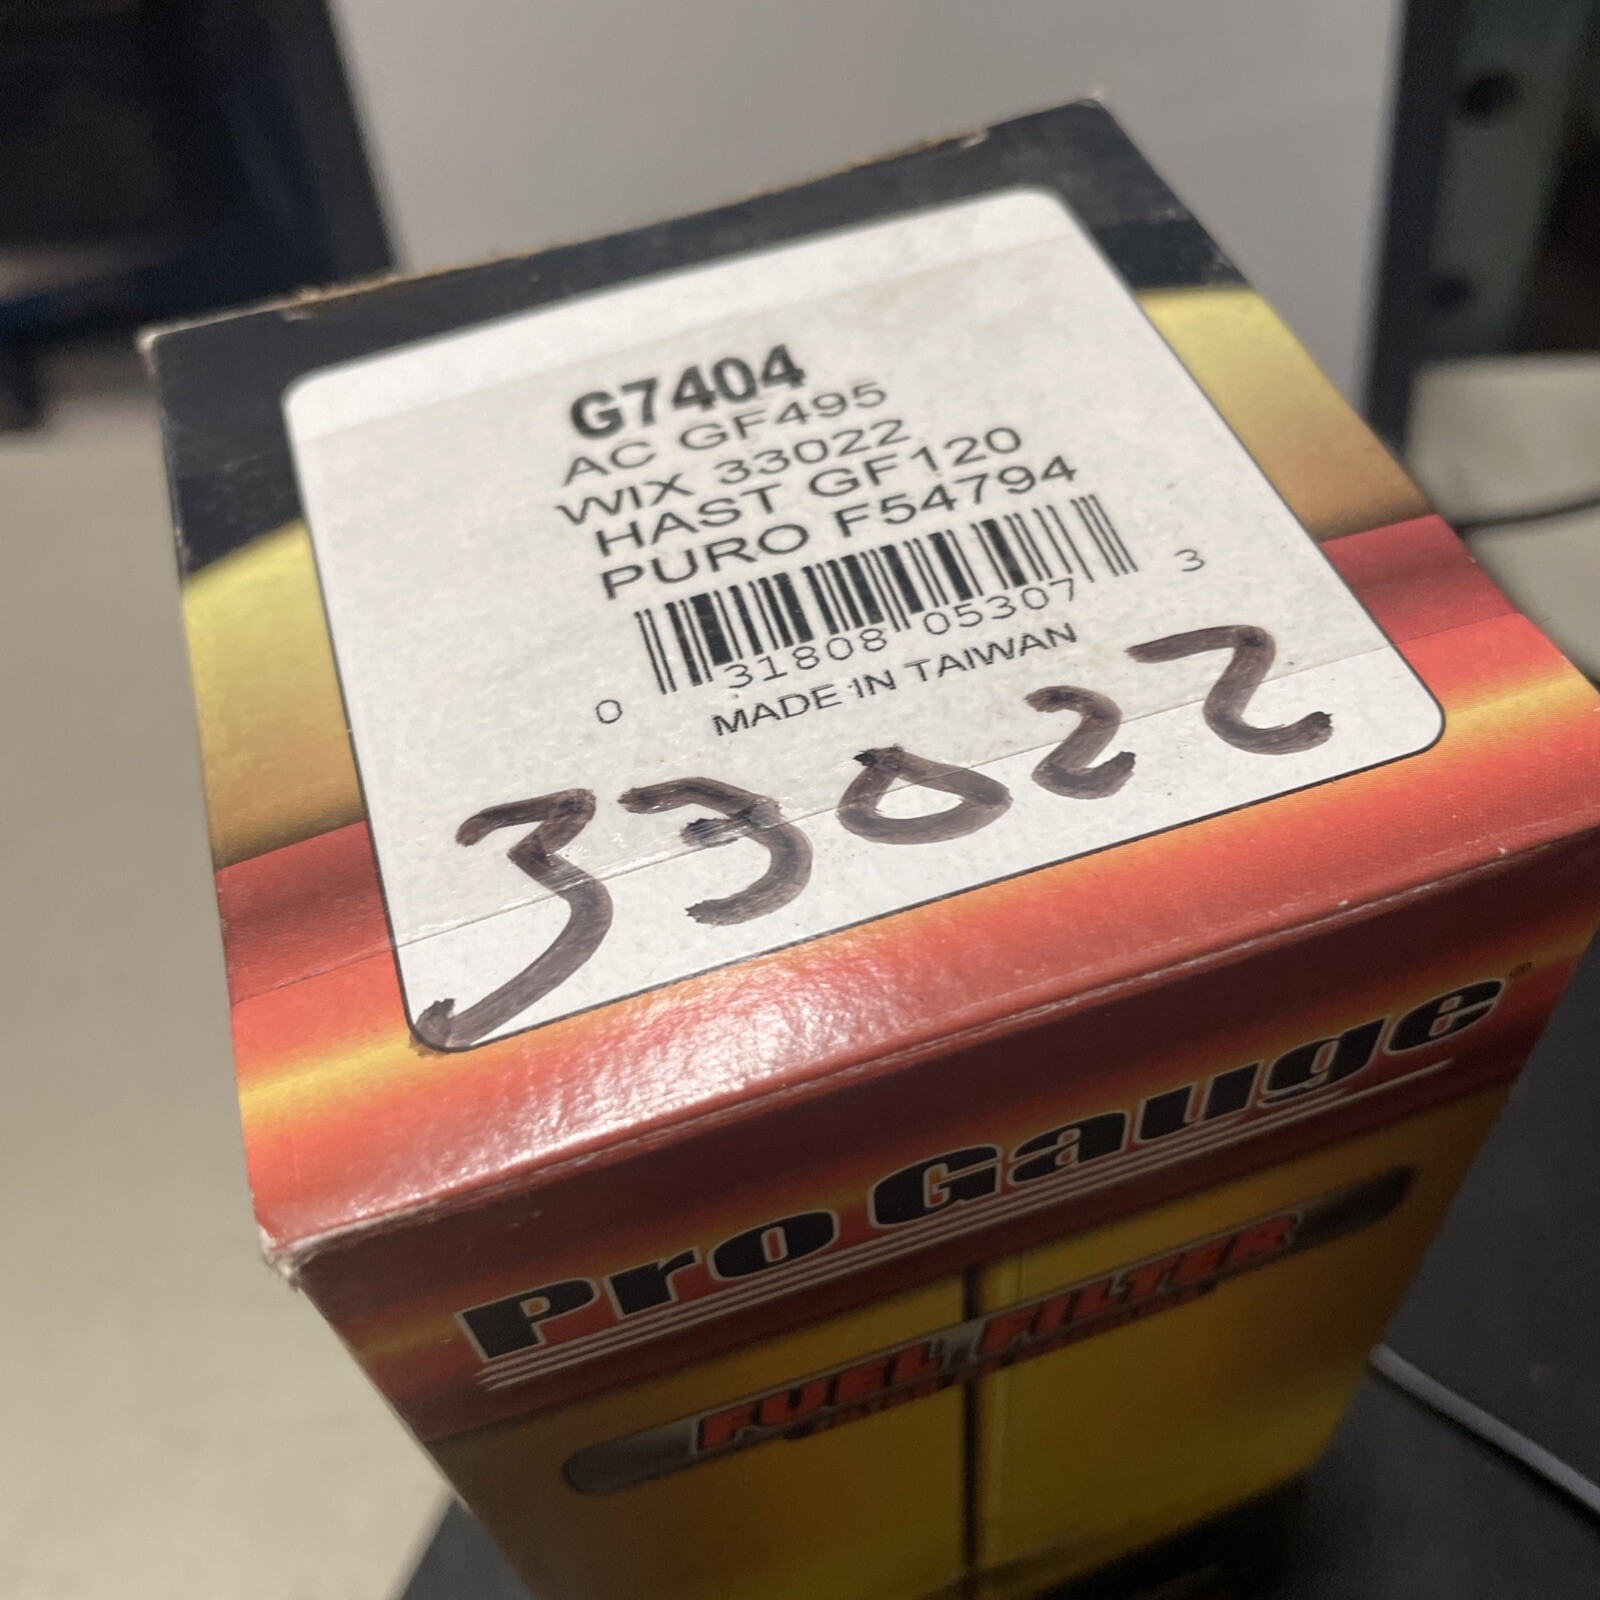 G7404
AC GF495
WIX 33022
HAST GF120
PURO F54794
0 31808 05307 3
MADE IN TAIWAN
33022
Pro Gauge®
FUEL FILTER